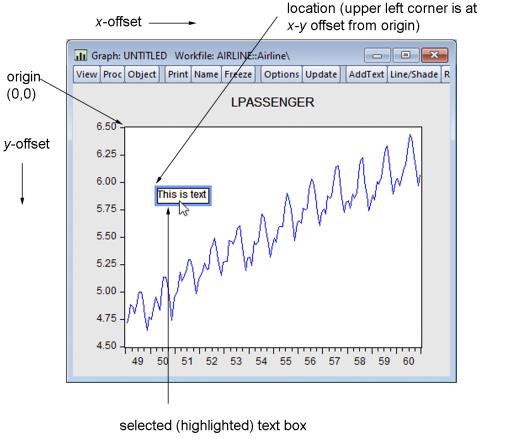 x-offset
location (upper left corner is at
x-y offset from origin)
Graph: UNTITLED Workfile: AIRLINE::Airline\
View Proc Object Print Name Freeze Options Update AddText Line/Shade R
origin
(0,0)
y-offset
LPASSENGER
6.50
6.25
6.00
5.75
5.50
5.25
5.00
4.75
4.50
This is text
49 50 51 52 53 54 55 56 57 58 59 60
selected (highlighted) text box